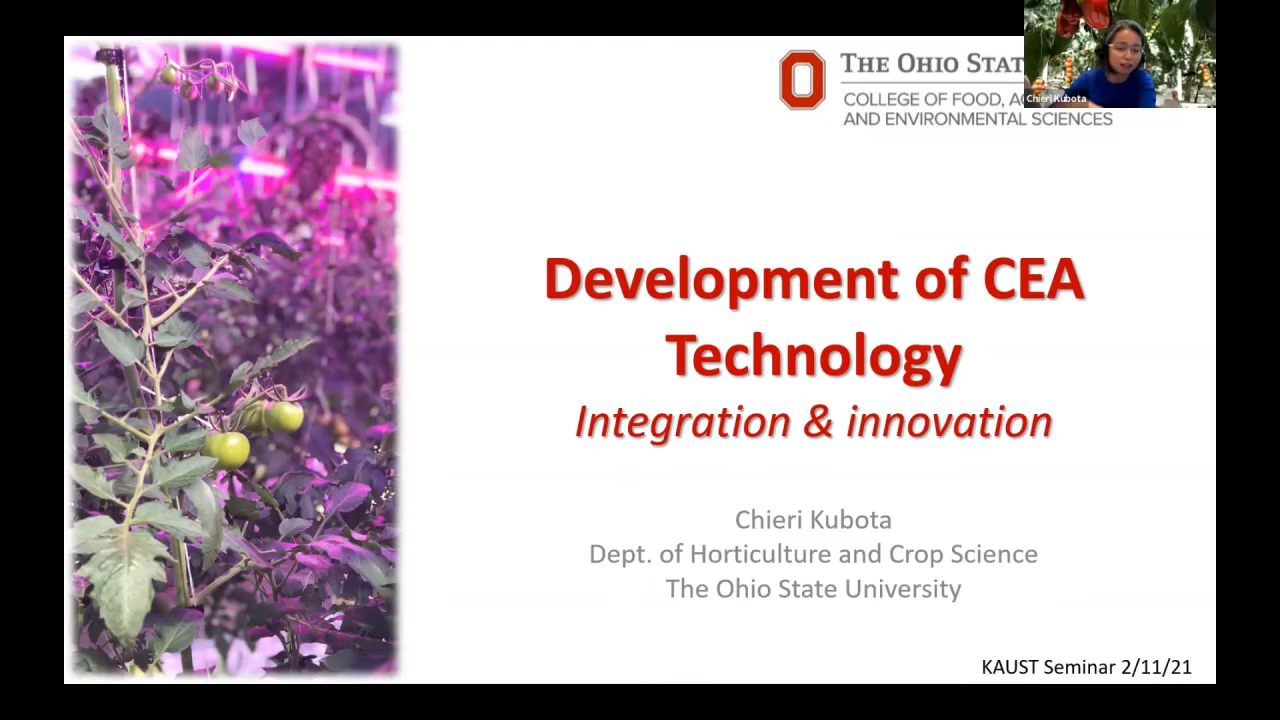 THE OHIO STAT
COLLEGE OF FOOD, A
AND ENVIRONMENTAL SCIENCES
Chieri Kubota
Development of CEA
Technology
Integration & innovation
Chieri Kubota
Dept. of Horticulture and Crop Science
The Ohio State University
KAUST Seminar 2/11/21